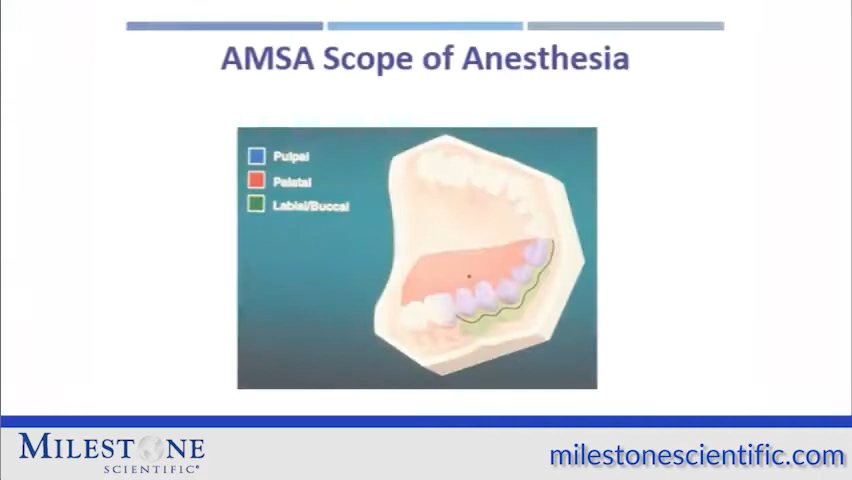 AMSA Scope of Anesthesia
Pulpal
Palatal
Labial/Buccal
MILESTONE
SCIENTIFIC®
milestonescientific.com